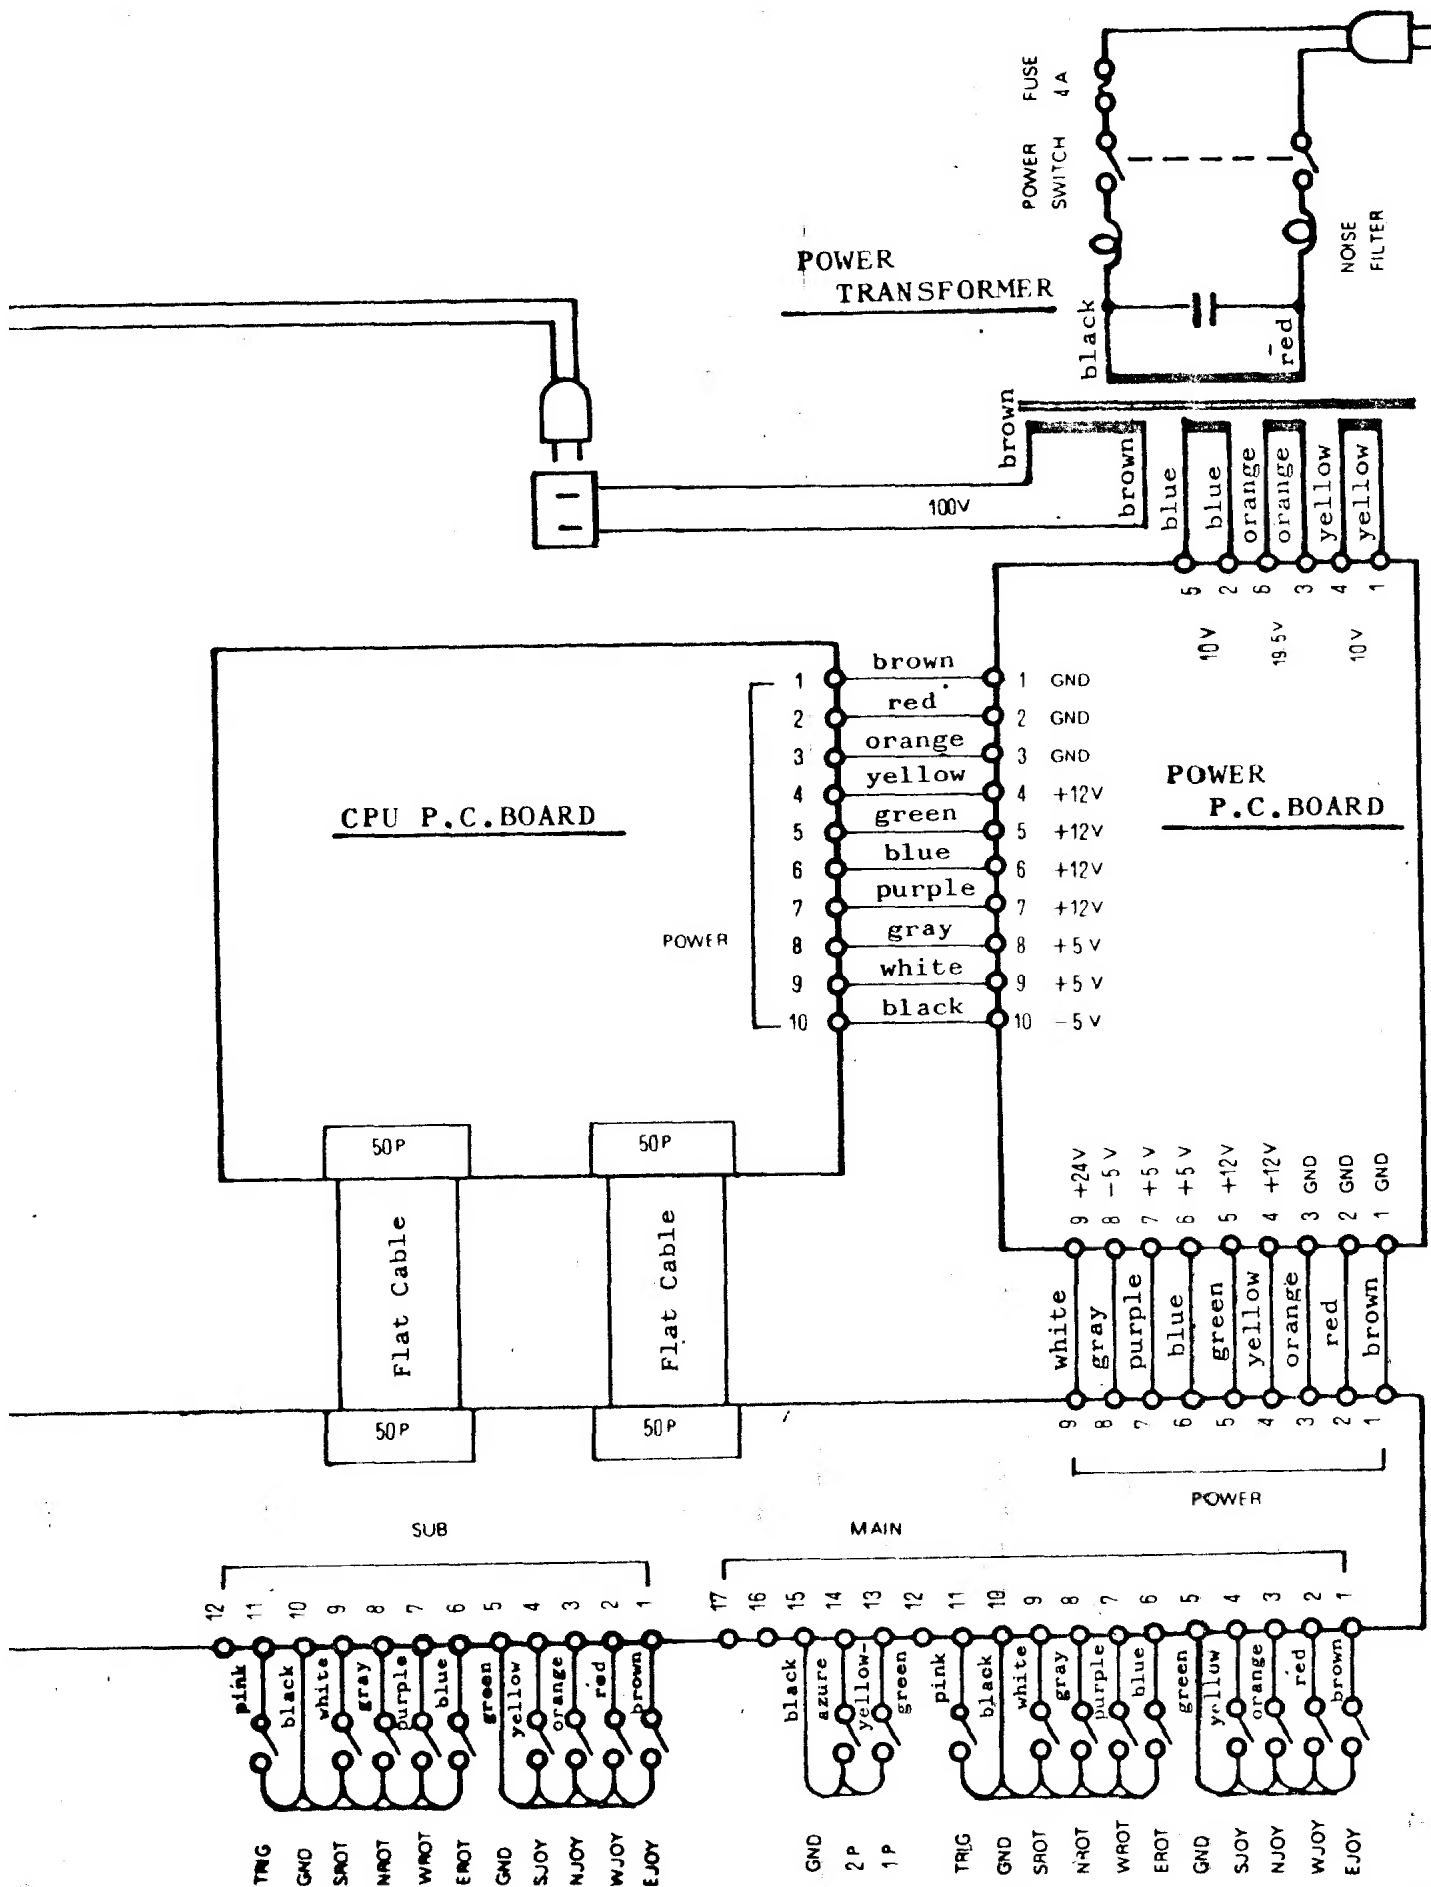 FUSE
4A
POWER
SWITCH
NOISE
FILTER
POWER
TRANSFORMER
black
red
brown
brown
100V
blue
blue
orange
orange
yellow
yellow
5
2
6
3
4
1
10V
19.5V
10V
CPU P.C.BOARD
POWER
P.C.BOARD
POWER
1 brown 1 GND
2 red 2 GND
3 orange 3 GND
4 yellow 4 +12V
5 green 5 +12V
6 blue 6 +12V
7 purple 7 +12V
8 gray 8 +5V
9 white 9 +5V
10 black 10 -5V
50P
50P
Flat Cable
Flat Cable
50P
50P
9 +24V
8 -5V
7 +5V
6 +5V
5 +12V
4 +12V
3 GND
2 GND
1 GND
white
gray
purple
blue
green
yellow
orange
red
brown
9
8
7
6
5
4
3
2
1
POWER
SUB
MAIN
12
11
10
9
8
7
6
5
4
3
2
1
17
16
15
14
13
12
11
10
9
8
7
6
5
4
3
2
1
pink
black
white
gray
purple
blue
green
yellow
orange
red
brown
black
azure
yellow-
green
pink
black
white
gray
purple
blue
green
yellow
orange
red
brown
TRIG
GND
SROT
NROT
WROT
EROT
GND
SJOY
NJOY
WJOY
EJOY
GND
2P
1P
TRIG
GND
SROT
NROT
WROT
EROT
GND
SJOY
NJOY
WJOY
EJOY